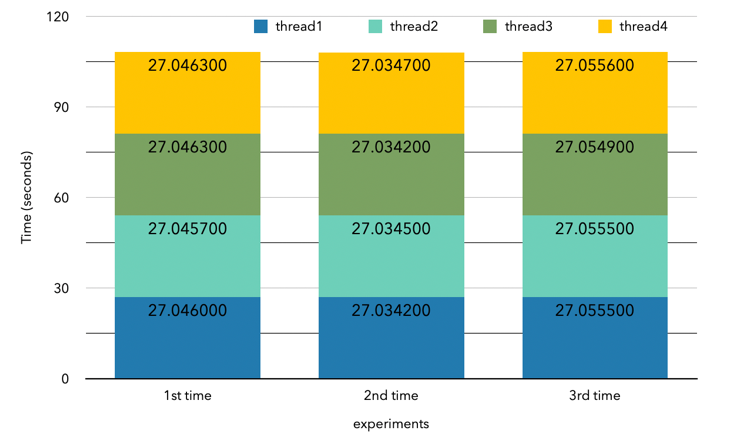 120
thread1 thread2 thread3 thread4
27.046300 27.034700 27.055600
90
27.046300 27.034200 27.054900
Time (seconds)
60
27.045700 27.034500 27.055500
30
27.046000 27.034200 27.055500
0
1st time 2nd time 3rd time
experiments